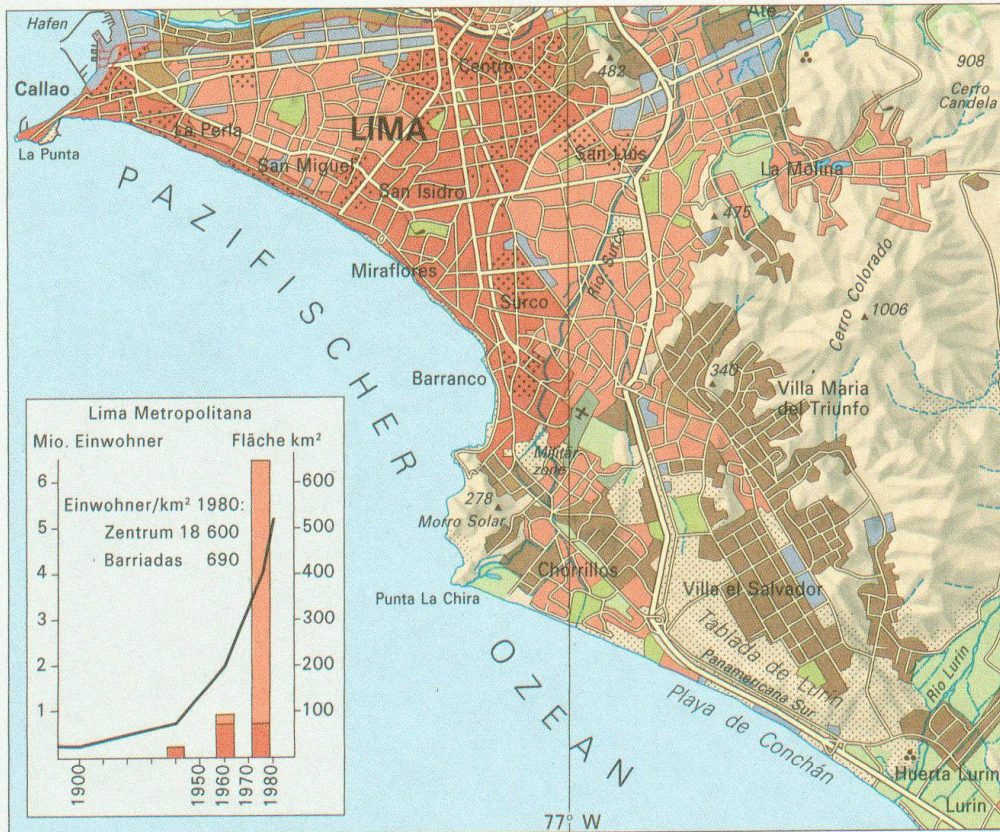 Hafen
Callao
La Punta
La Perla
LIMA
Centro
482
Ate
908
Cerro
Candela
San Miguel
San Isidro
San Luis
La Molina
475
Miraflores
Surco
Rio Surco
Cerro Colorado
1006
Barranco
340
Villa Maria
del Triunfo
Militär
zone
278
Morro Solar
Chorrillos
Punta La Chira
Villa el Salvador
Tablada de Lurín
Panamericana Sur
Playa de Conchán
Rio Lurín
Huerta Lurin
Lurin
PAZIFISCHER
OZEAN
77° W
Lima Metropolitana
Mio. Einwohner Fläche km²
Einwohner/km² 1980:
Zentrum 18 600
Barriadas 690
6
5
4
3
2
1
600
500
400
300
200
100
1900
1950
1960
1970
1980